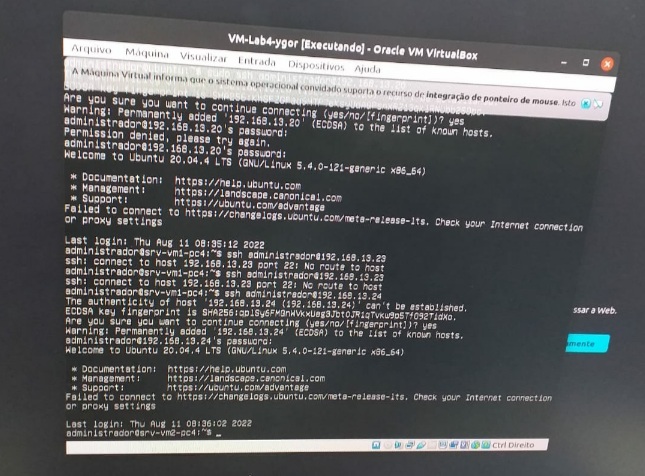 VM-Lab4-ygor [Executando] - Oracle VM VirtualBox
Arquivo Máquina Visualizar Entrada Dispositivos Ajuda
A Máquina Virtual informa que o sistema operacional convidado suporta o recurso de integração de ponteiro de mouse. Isto
Are you sure you want to continue connecting (yes/no/[fingerprint])? yes
Warning: Permanently added '192.168.13.20' (ECDSA) to the list of known hosts.
administrador@192.168.13.20's password:
Permission denied, please try again.
administrador@192.168.13.20's password:
Welcome to Ubuntu 20.04.4 LTS (GNU/Linux 5.4.0-121-generic x86_64)
* Documentation: https://help.ubuntu.com
* Management: https://landscape.canonical.com
* Support: https://ubuntu.com/advantage
Failed to connect to https://changelogs.ubuntu.com/meta-release-lts. Check your Internet connection
or proxy settings
Last login: Thu Aug 11 08:35:12 2022
administrador@srv-vm1-pc4:~$ ssh administrador@192.168.13.23
ssh: connect to host 192.168.13.23 port 22: No route to host
administrador@srv-vm1-pc4:~$ ssh administrador@192.168.13.23
ssh: connect to host 192.168.13.23 port 22: No route to host
administrador@srv-vm1-pc4:~$ ssh administrador@192.168.13.24
The authenticity of host '192.168.13.24 (192.168.13.24)' can't be established.
ECDSA key fingerprint is
Are you sure you want to continue connecting (yes/no/[fingerprint])? yes
Warning: Permanently added '192.168.13.24' (ECDSA) to the list of known hosts.
administrador@192.168.13.24's password:
Welcome to Ubuntu 20.04.4 LTS (GNU/Linux 5.4.0-121-generic x86_64)
* Documentation: https://help.ubuntu.com
* Management: https://landscape.canonical.com
* Support: https://ubuntu.com/advantage
Failed to connect to https://changelogs.ubuntu.com/meta-release-lts. Check your Internet connection
or proxy settings
Last login: Thu Aug 11 08:36:02 2022
administrador@srv-vm2-pc4:~$ _
Ctrl Direito
ssar a Web.
amente